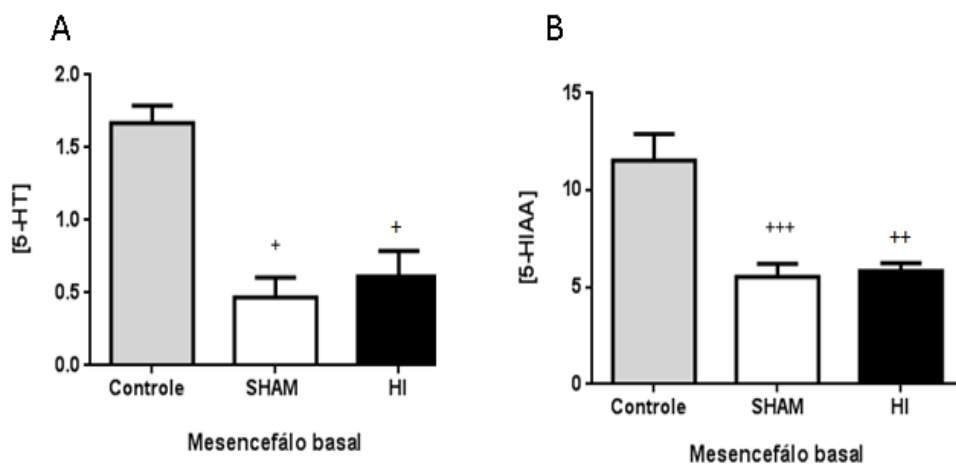 A
[5-HT]
2.0
1.5
1.0
0.5
0.0
+
+
Controle SHAM HI
Mesencefálo basal
B
[5-HIAA]
15
10
5
0
+++
++
Controle SHAM HI
Mesencefálo basal